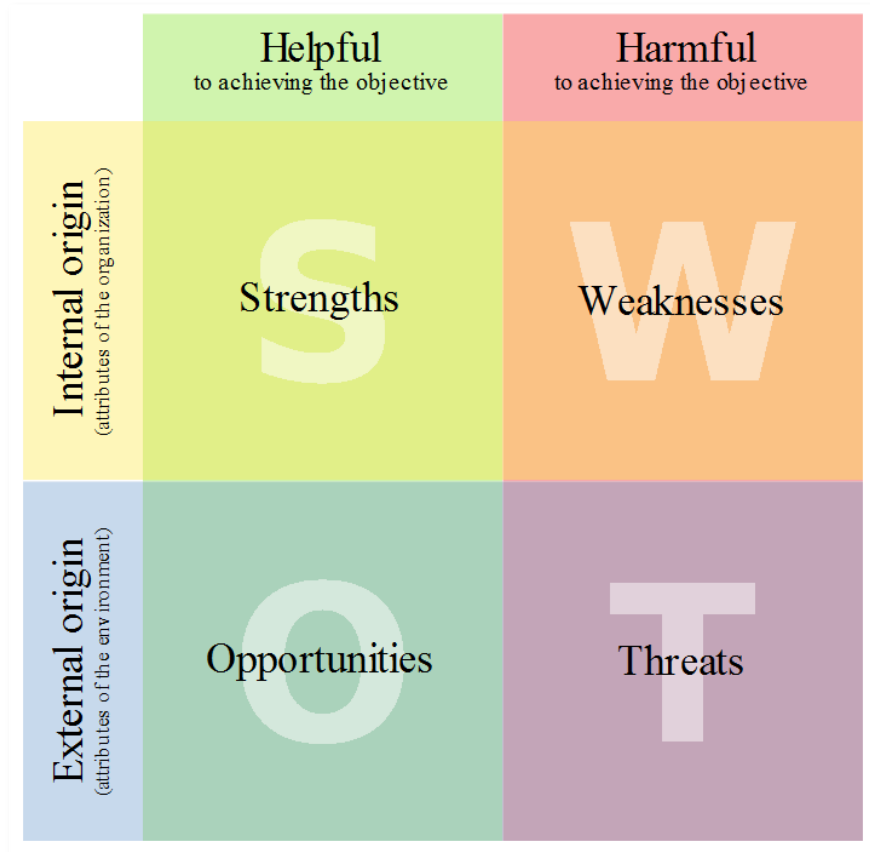 Helpful
to achieving the objective
Harmful
to achieving the objective
Internal origin
(attributes of the organization)
S
Strengths
W
Weaknesses
External origin
(attributes of the environment)
O
Opportunities
T
Threats